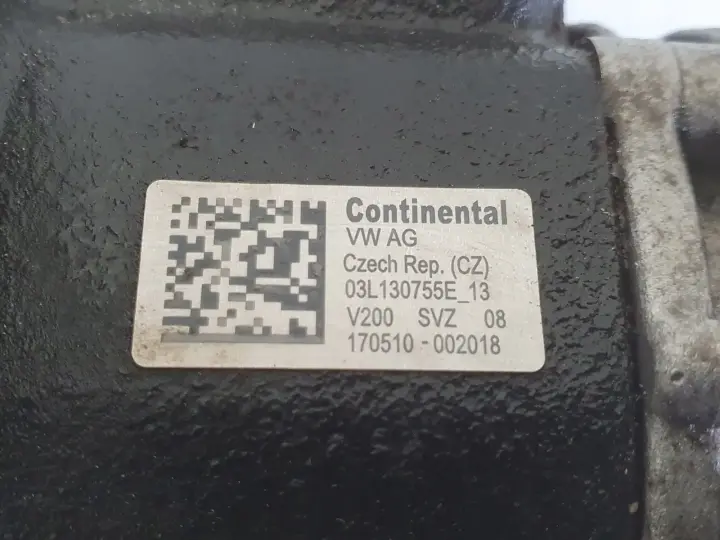 Continental
VW AG
Czech Rep. (CZ)
03L130755E_13
V200 SVZ 08
170510-002018